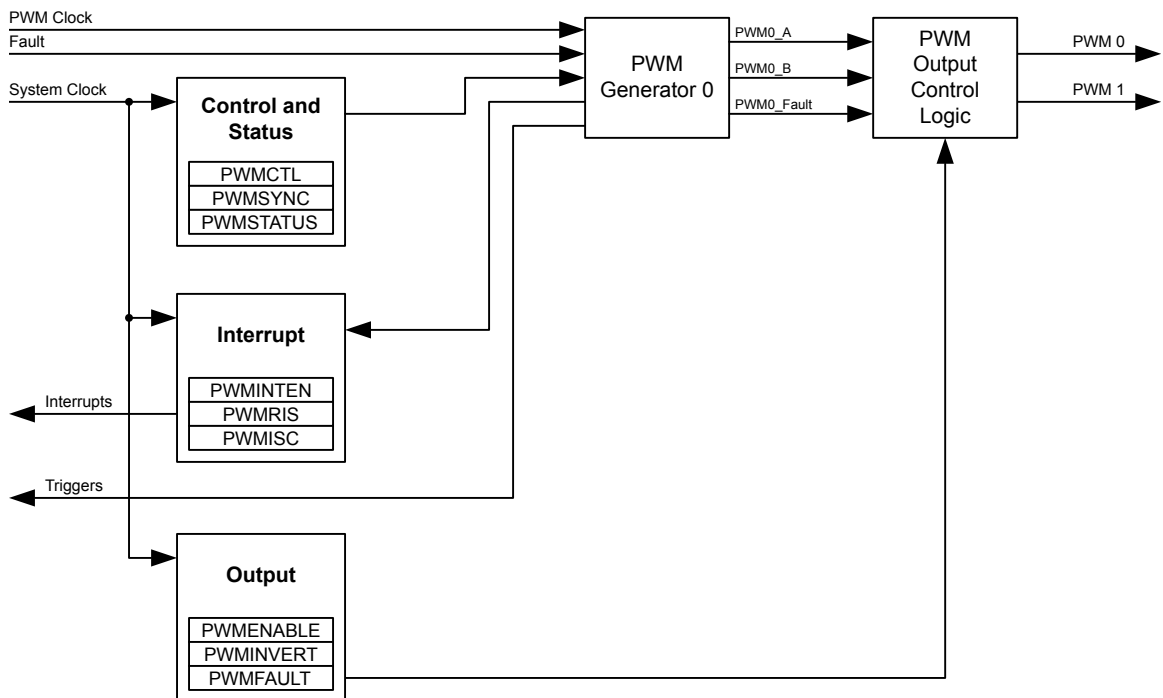 PWM Clock
Fault
System Clock
Control and
Status
PWMCTL
PWMSYNC
PWMSTATUS
Interrupt
PWMINTEN
PWMRIS
PWMISC
Interrupts
Triggers
Output
PWMENABLE
PWMINVERT
PWMFAULT
PWM
Generator 0
PWM0_A
PWM0_B
PWM0_Fault
PWM
Output
Control
Logic
PWM 0
PWM 1